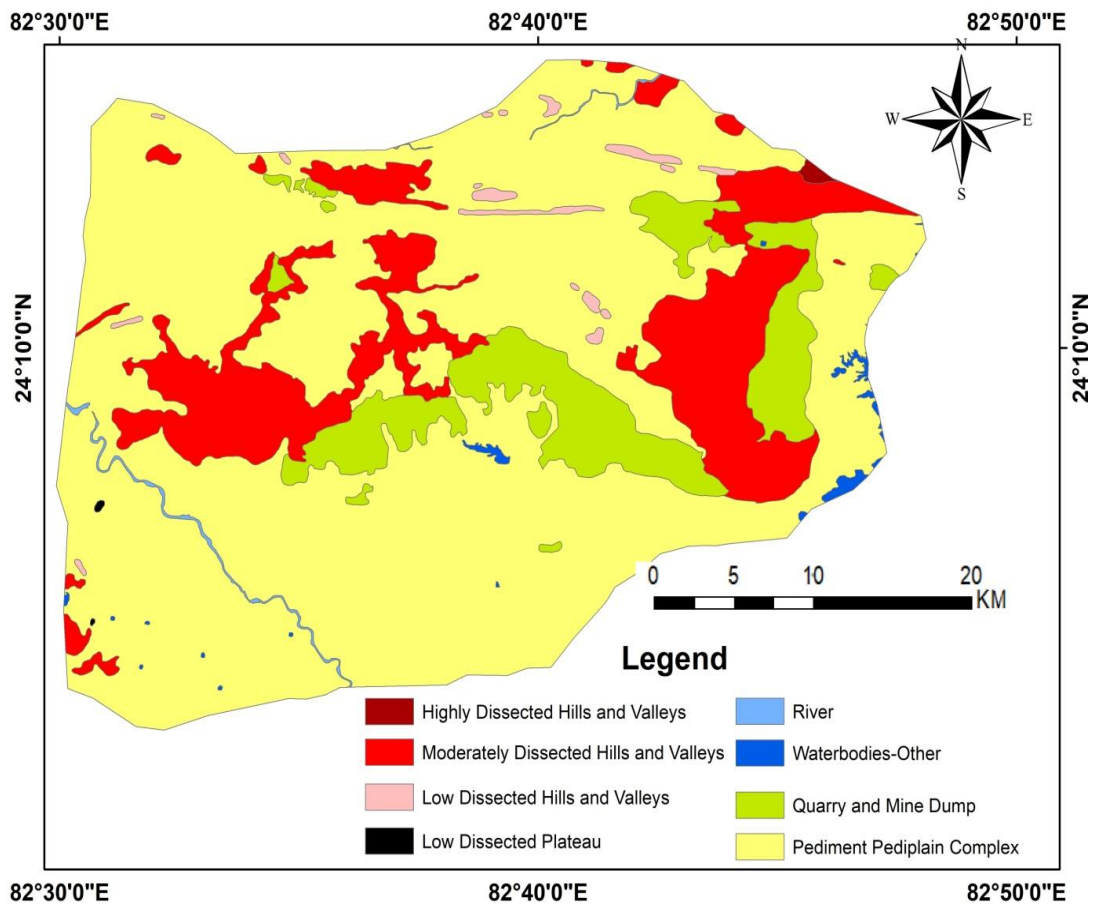 82°30'0"E 82°40'0"E 82°50'0"E
N
W E
S
24°10'0"N 24°10'0"N
0 5 10 20
KM
Legend
Highly Dissected Hills and Valleys
Moderately Dissected Hills and Valleys
Low Dissected Hills and Valleys
Low Dissected Plateau
River
Waterbodies-Other
Quarry and Mine Dump
Pediment Pediplain Complex
82°30'0"E 82°40'0"E 82°50'0"E